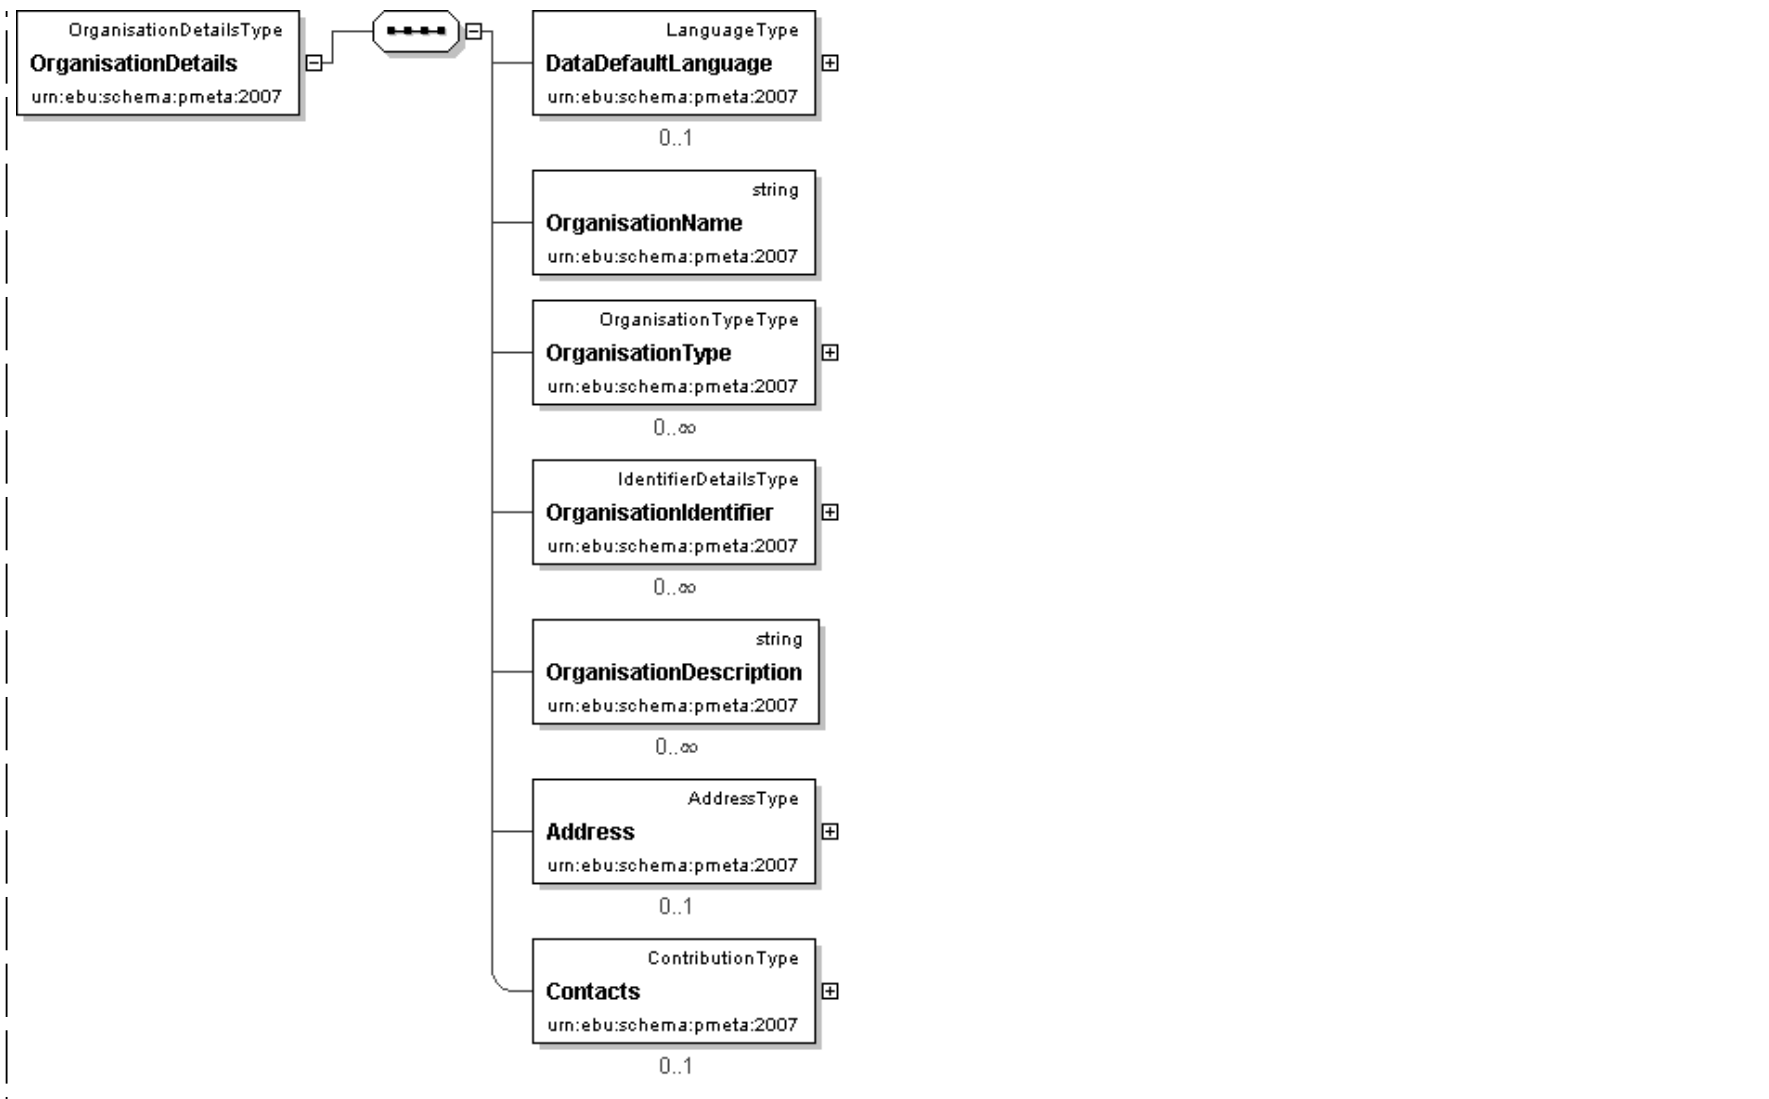 OrganisationDetailsType
OrganisationDetails
urn:ebu:schema:pmeta:2007
LanguageType
DataDefaultLanguage
urn:ebu:schema:pmeta:2007
0..1
string
OrganisationName
urn:ebu:schema:pmeta:2007
OrganisationTypeType
OrganisationType
urn:ebu:schema:pmeta:2007
0..∞
IdentifierDetailsType
OrganisationIdentifier
urn:ebu:schema:pmeta:2007
0..∞
string
OrganisationDescription
urn:ebu:schema:pmeta:2007
0..∞
AddressType
Address
urn:ebu:schema:pmeta:2007
0..1
ContributionType
Contacts
urn:ebu:schema:pmeta:2007
0..1